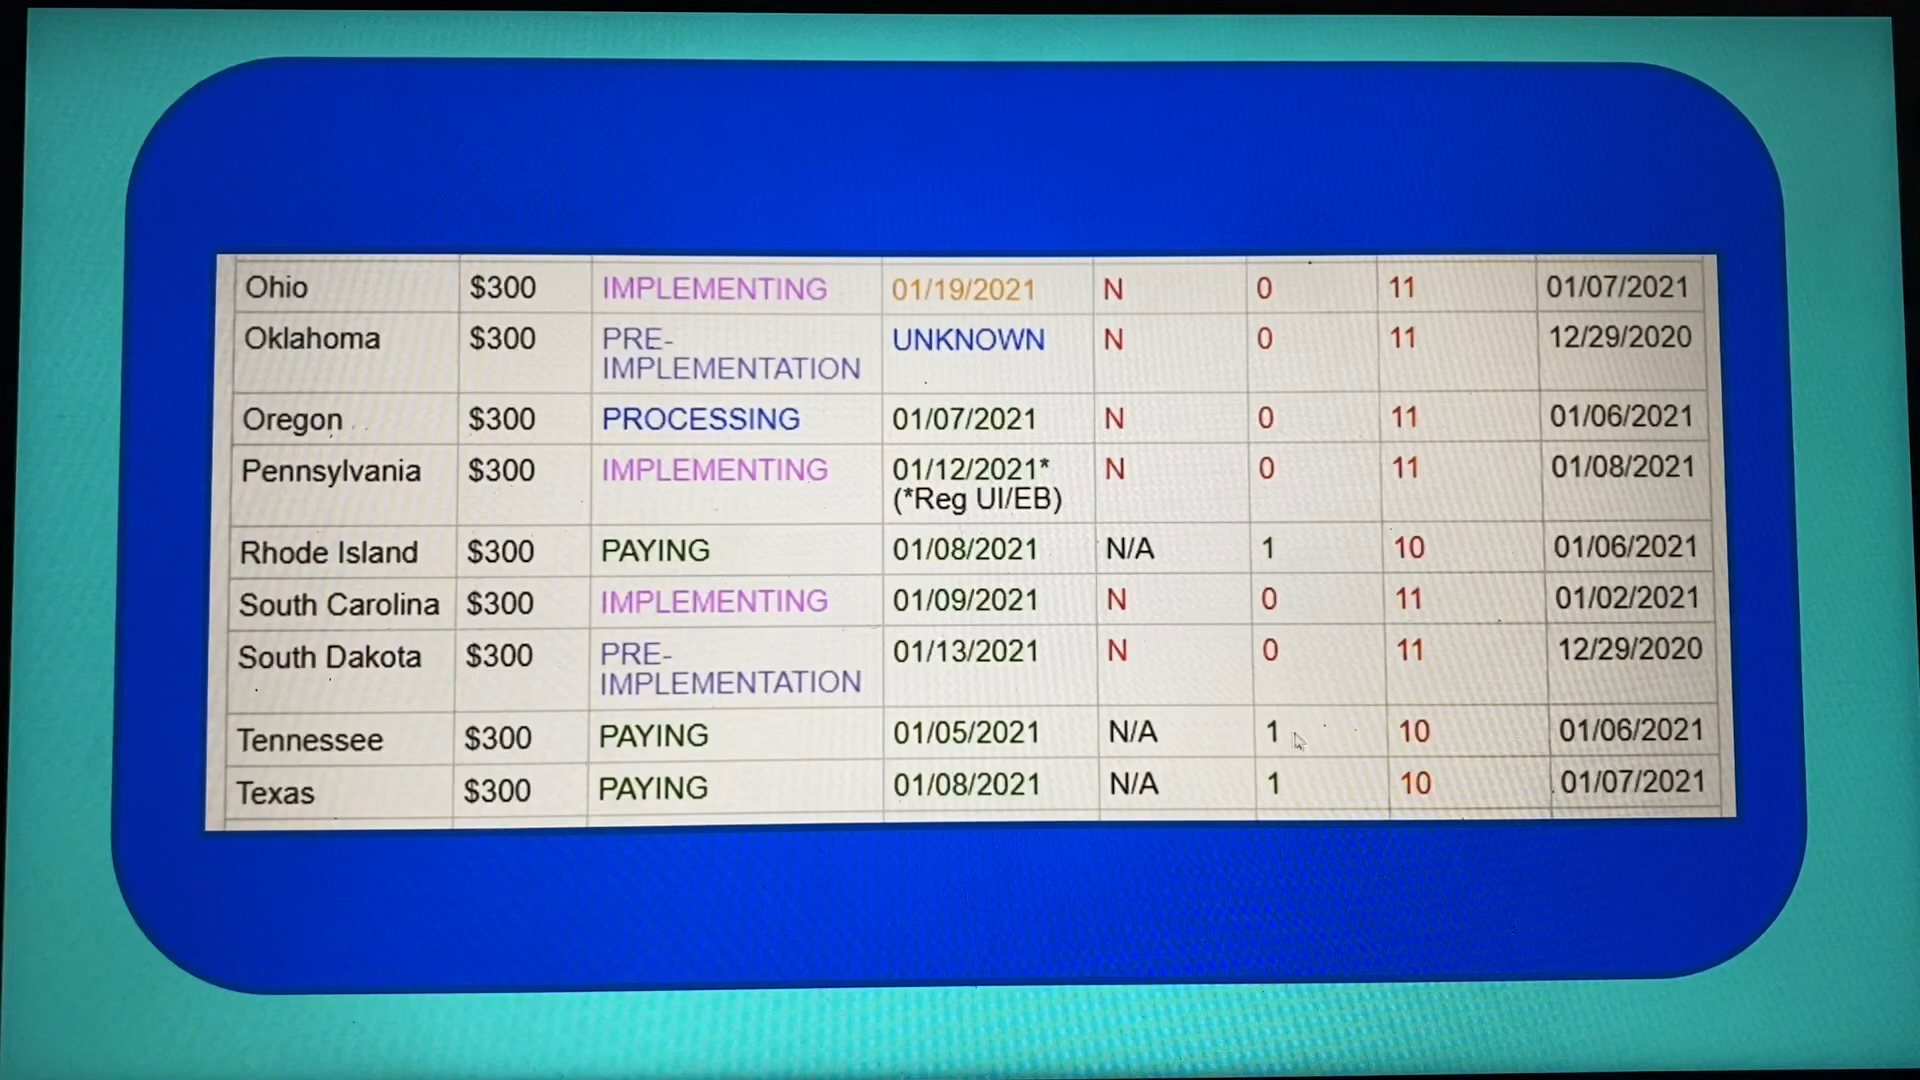 Ohio $300 IMPLEMENTING 01/19/2021 N 0 11 01/07/2021
Oklahoma $300 PRE- UNKNOWN N 0 11 12/29/2020
IMPLEMENTATION
Oregon $300 PROCESSING 01/07/2021 N 0 11 01/06/2021
Pennsylvania $300 IMPLEMENTING 01/12/2021* N 0 11 01/08/2021
(*Reg UI/EB)
Rhode Island $300 PAYING 01/08/2021 N/A 1 10 01/06/2021
South Carolina $300 IMPLEMENTING 01/09/2021 N 0 11 01/02/2021
South Dakota $300 PRE- 01/13/2021 N 0 11 12/29/2020
IMPLEMENTATION
Tennessee $300 PAYING 01/05/2021 N/A 1 10 01/06/2021
Texas $300 PAYING 01/08/2021 N/A 1 10 01/07/2021